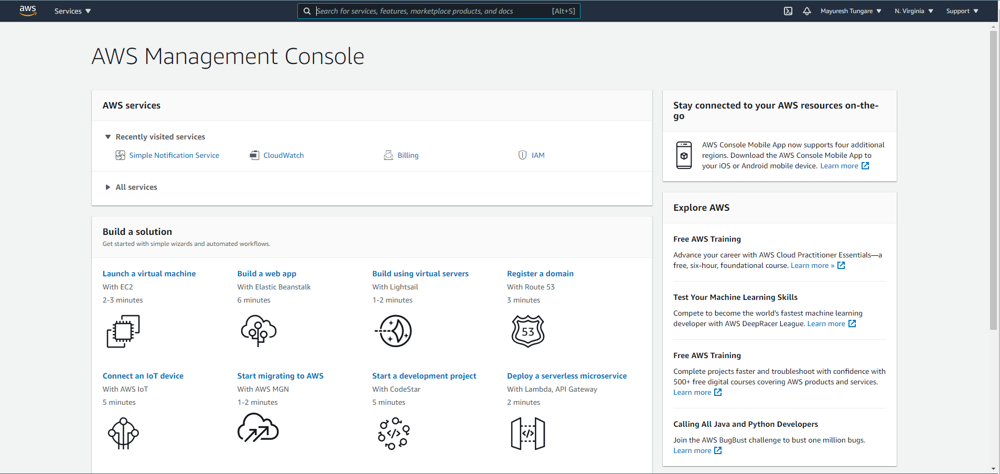 aws
Services
Search for services, features, marketplace products, and docs
[Alt+S]
Mayuresh Tungare
N. Virginia
Support
AWS Management Console
AWS services
Recently visited services
Simple Notification Service
CloudWatch
Billing
IAM
All services
Build a solution
Get started with simple wizards and automated workflows.
Launch a virtual machine
With EC2
2-3 minutes
Build a web app
With Elastic Beanstalk
6 minutes
Build using virtual servers
With Lightsail
1-2 minutes
Register a domain
With Route 53
3 minutes
53
Connect an IoT device
With AWS IoT
5 minutes
Start migrating to AWS
With AWS MGN
1-2 minutes
Start a development project
With CodeStar
5 minutes
</>
Deploy a serverless microservice
With Lambda, API Gateway
2 minutes
</>
Stay connected to your AWS resources on-the-
go
AWS Console Mobile App now supports four additional
regions. Download the AWS Console Mobile App to
your iOS or Android mobile device. Learn more
Explore AWS
Free AWS Training
Advance your career with AWS Cloud Practitioner Essentials—a
free, six-hour, foundational course. Learn more »
Test Your Machine Learning Skills
Compete to become the world's fastest machine learning
developer with AWS DeepRacer League. Learn more
Free AWS Training
Complete projects faster and troubleshoot with confidence with
500+ free digital courses covering AWS products and services.
Learn more
Calling All Java and Python Developers
Join the AWS BugBust challenge to bust one million bugs.
Learn more